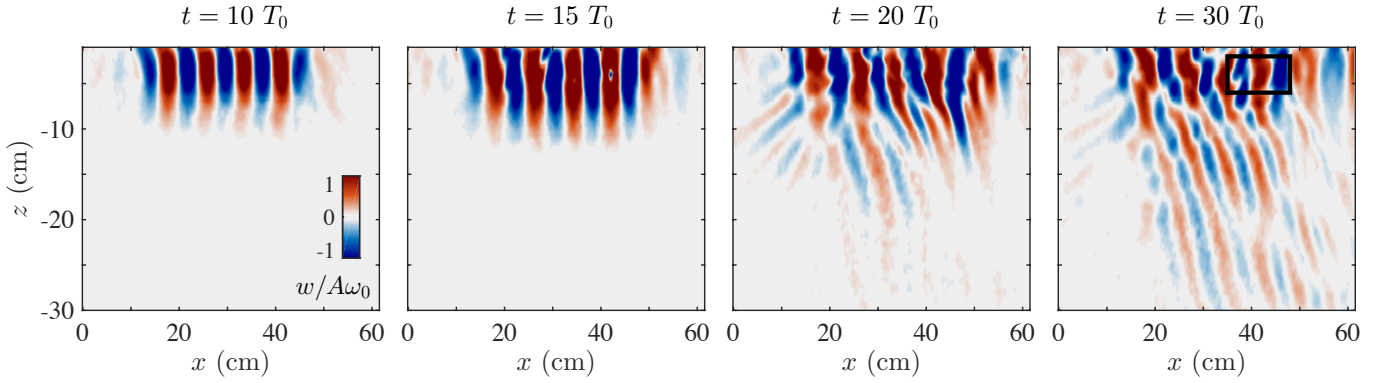 t = 10 T₀
t = 15 T₀
t = 20 T₀
t = 30 T₀
z (cm)
-10
-20
-30
1
0
-1
w/Aω₀
0 20 40 60
0 20 40 60
0 20 40 60
0 20 40 60
x (cm)
x (cm)
x (cm)
x (cm)